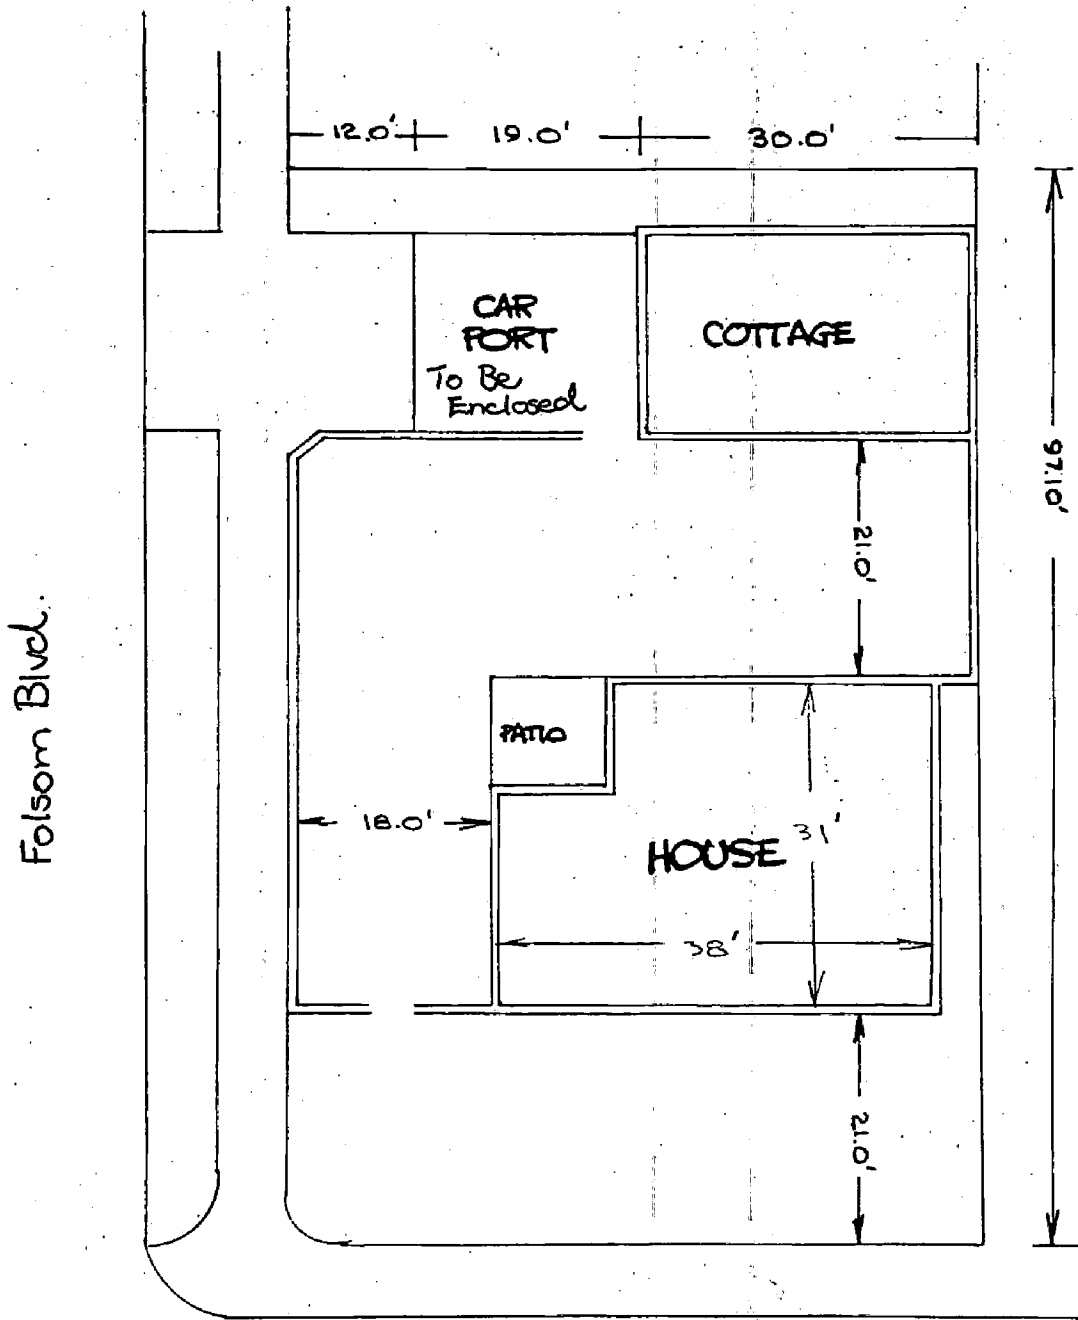 12.0'
19.0'
30.0'
CAR
PORT
To Be
Enclosed
COTTAGE
97.10'
21.0'
Folsom Blvd.
PATIO
18.0'
31'
HOUSE
38'
21.0'